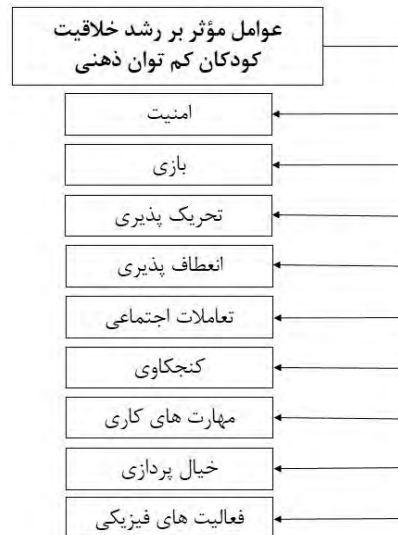 عوامل مؤثر بر رشد خلاقیت
کودکان کم توان ذهنی
امنیت
بازی
تحریک پذیری
انعطاف پذیری
تعاملات اجتماعی
کنجکاوی
مهارت های کاری
خیال پردازی
فعالیت های فیزیکی